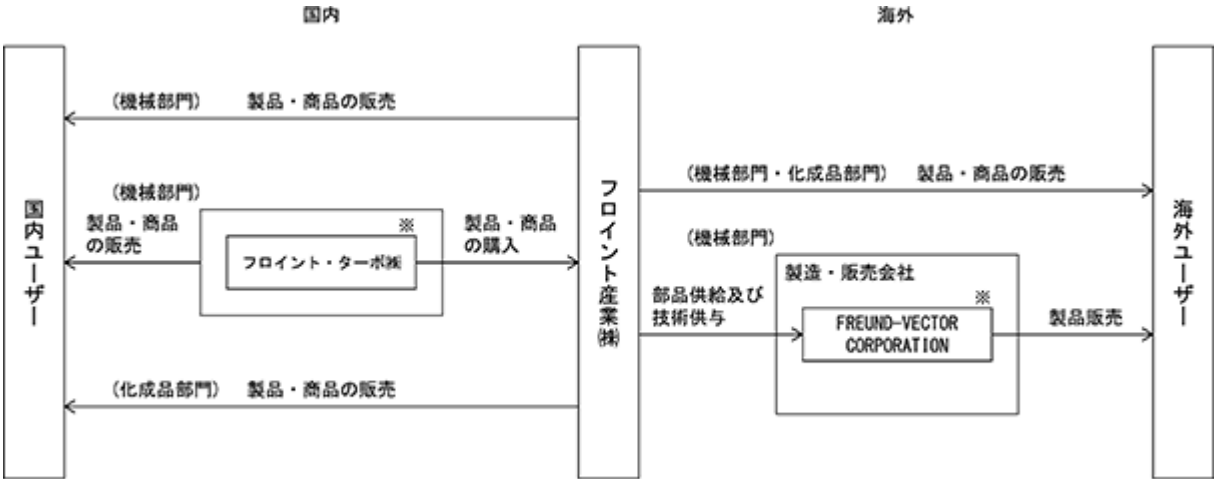 国内
海外
(機械部門) 製品・商品の販売
(機械部門・化成品部門) 製品・商品の販売
(機械部門)
製品・商品
の販売
※
フロイント・ターボ㈱
製品・商品
の購入
(化成品部門) 製品・商品の販売
国内ユーザー
フロイント産業㈱
(機械部門)
製造・販売会社
部品供給及び
技術供与
※
FREUND-VECTOR
CORPORATION
製品販売
海外ユーザー